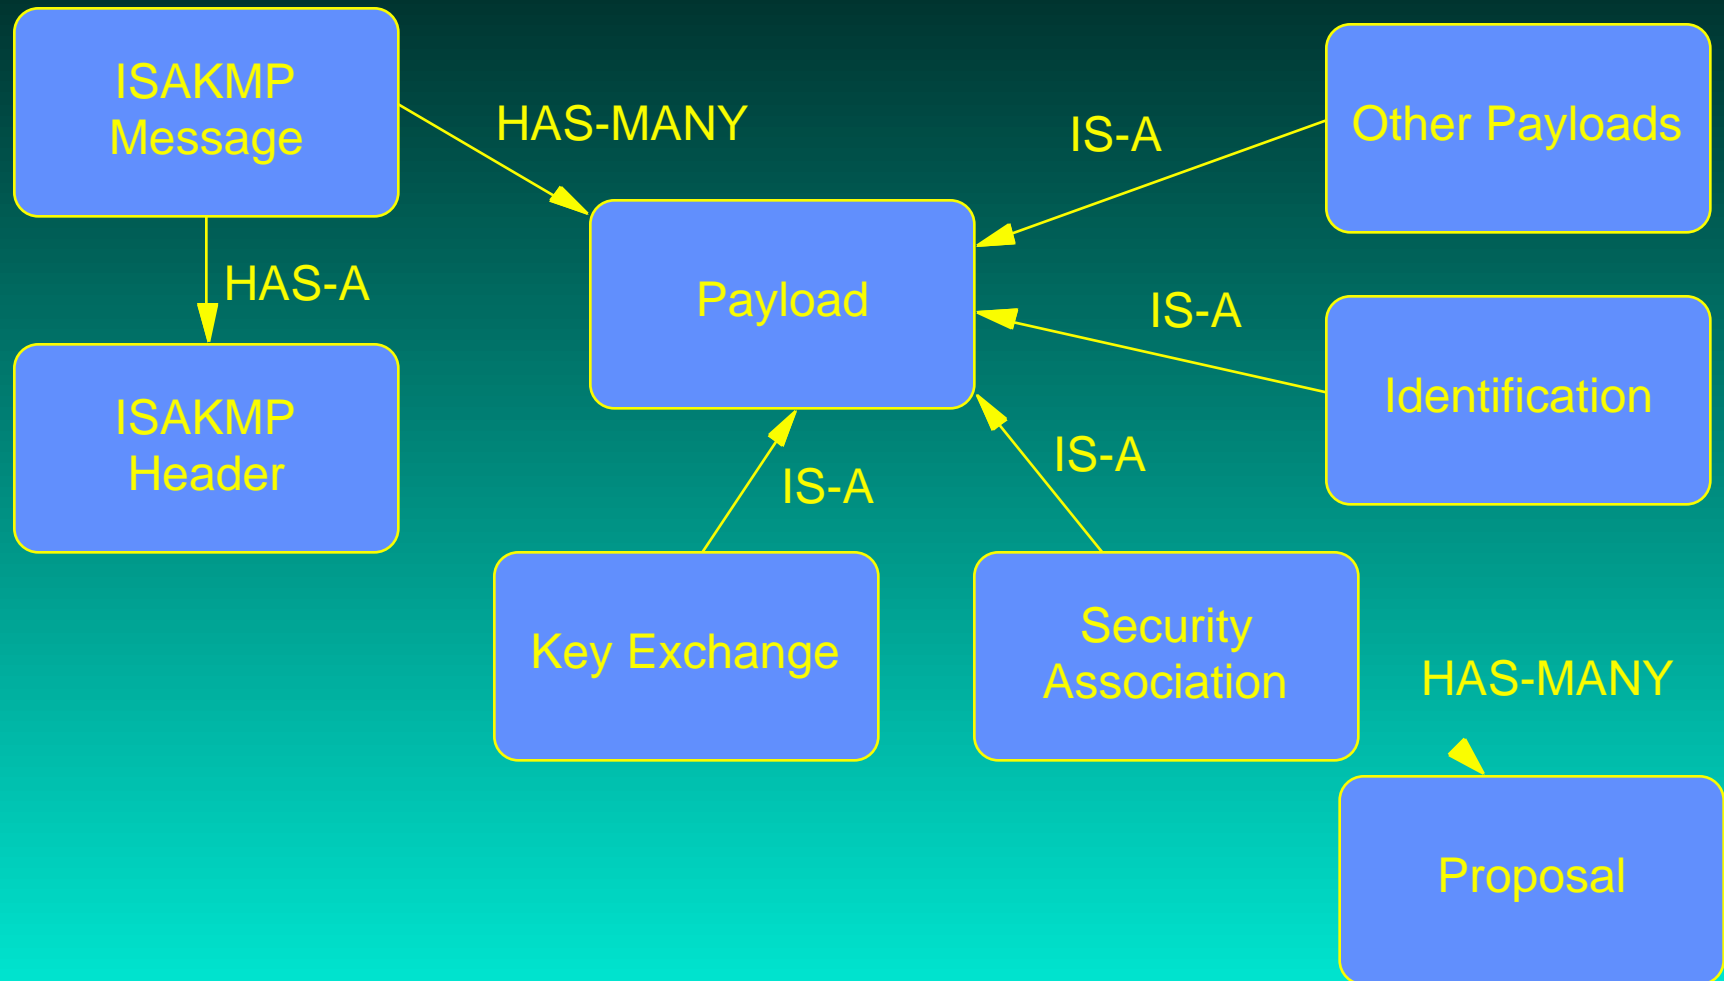 ISAKMP
Message
HAS-MANY
IS-A
Other Payloads
HAS-A
Payload
IS-A
Identification
ISAKMP
Header
IS-A
IS-A
Key Exchange
Security
Association
HAS-MANY
Proposal